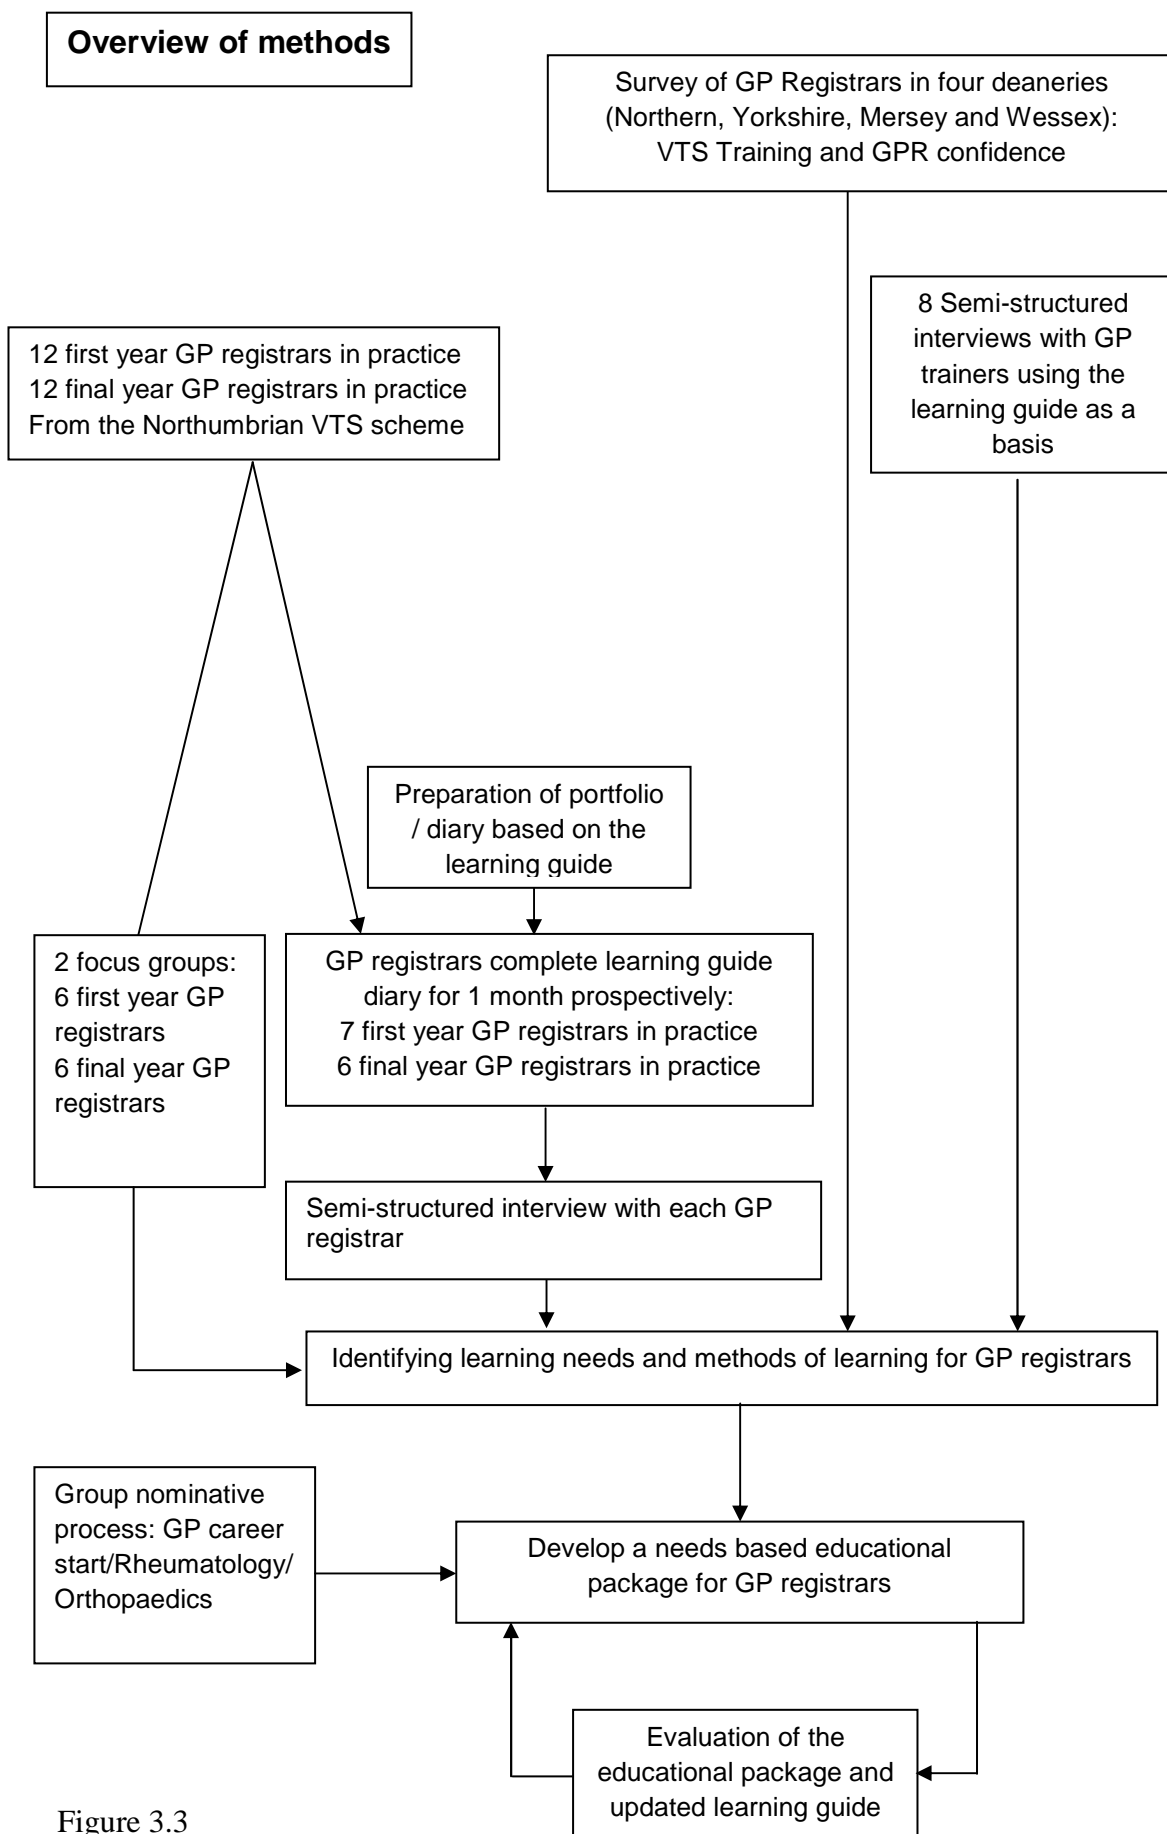 Overview of methods
Survey of GP Registrars in four deaneries
(Northern, Yorkshire, Mersey and Wessex):
VTS Training and GPR confidence
8 Semi-structured
interviews with GP
trainers using the
learning guide as a
basis
12 first year GP registrars in practice
12 final year GP registrars in practice
From the Northumbrian VTS scheme
Preparation of portfolio
/ diary based on the
learning guide
2 focus groups:
6 first year GP
registrars
6 final year GP
registrars
GP registrars complete learning guide
diary for 1 month prospectively:
7 first year GP registrars in practice
6 final year GP registrars in practice
Semi-structured interview with each GP
registrar
Identifying learning needs and methods of learning for GP registrars
Group nominative
process: GP career
start/Rheumatology/
Orthopaedics
Develop a needs based educational
package for GP registrars
Evaluation of the
educational package and
updated learning guide
Figure 3.3